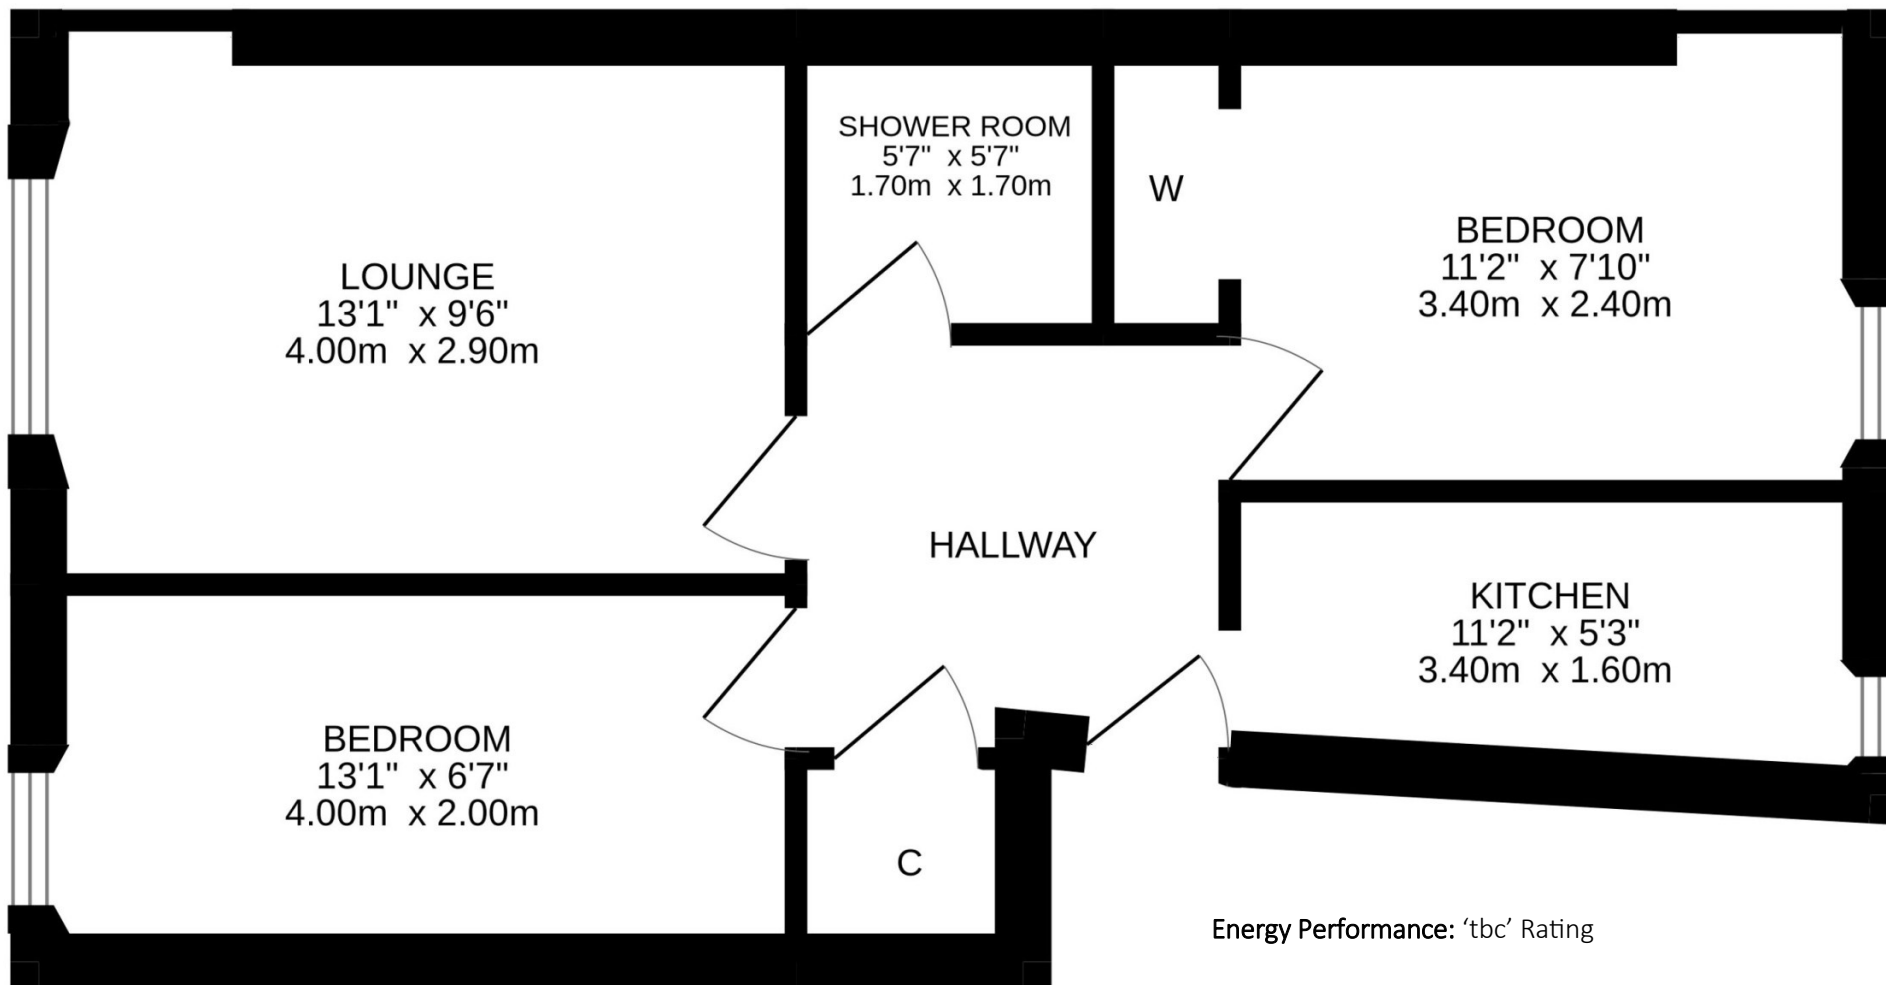 SHOWER ROOM
5'7" x 5'7"
1.70m x 1.70m
W
BEDROOM
11'2" x 7'10"
3.40m x 2.40m
LOUNGE
13'1" x 9'6"
4.00m x 2.90m
HALLWAY
KITCHEN
11'2" x 5'3"
3.40m x 1.60m
BEDROOM
13'1" x 6'7"
4.00m x 2.00m
C
Energy Performance: ‘tbc’ Rating